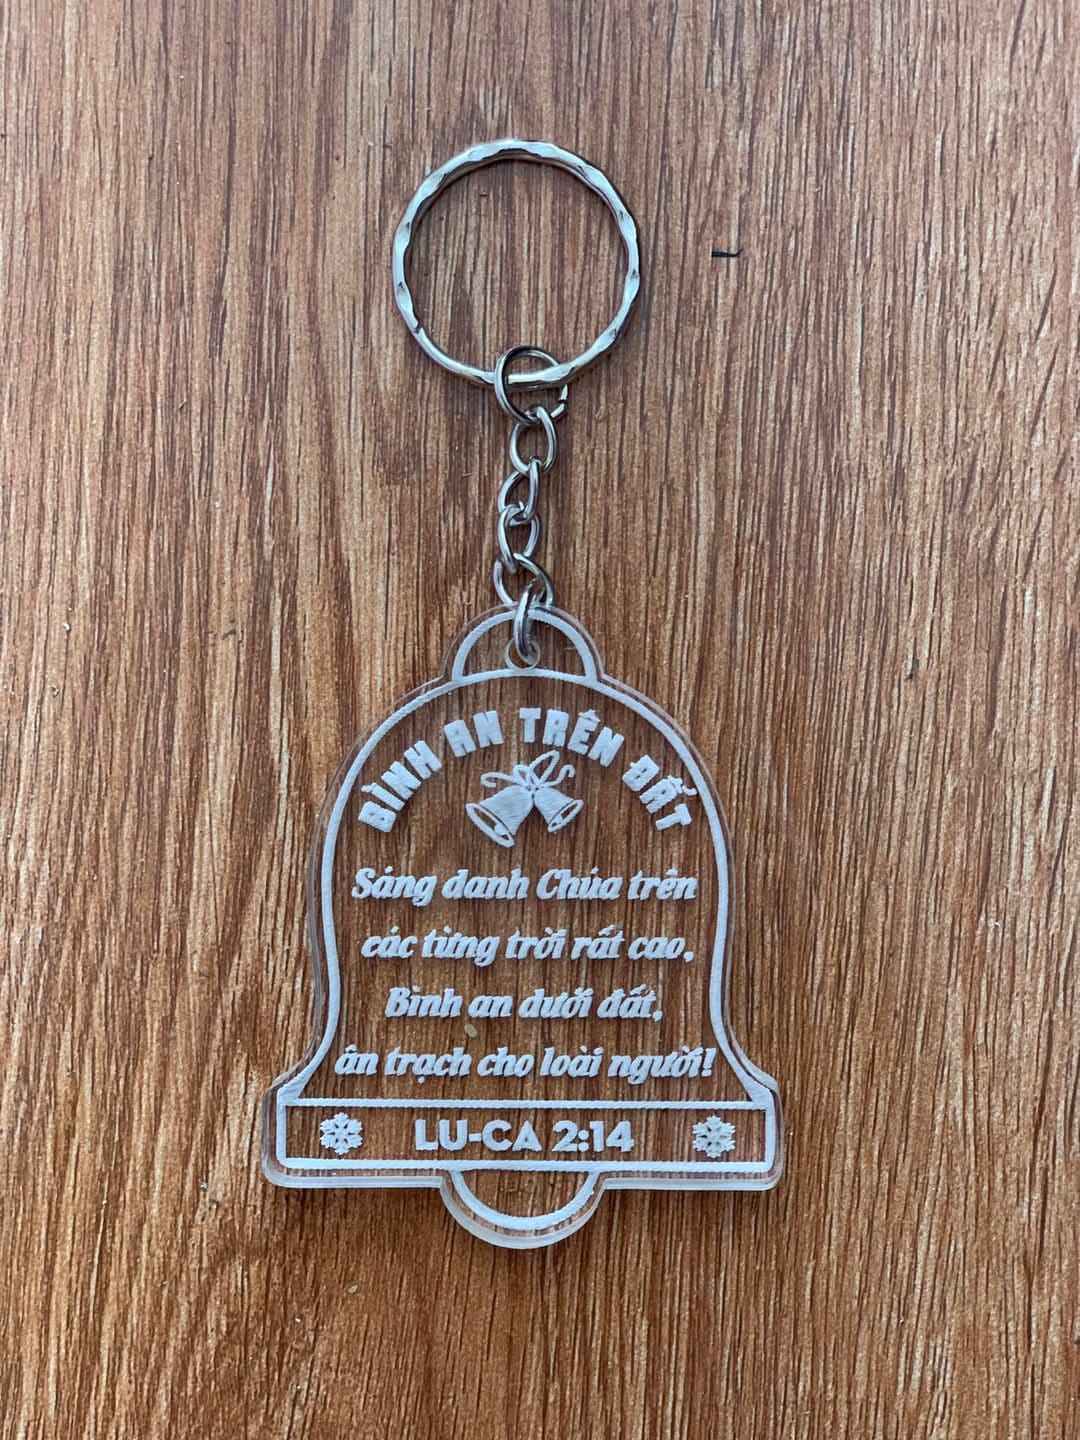 BÌNH AN TRÊN ĐẤT
Sáng danh Chúa trên
các từng trời rất cao,
Bình an dưới đất,
ân trạch cho loài người!
LU-CA 2:14